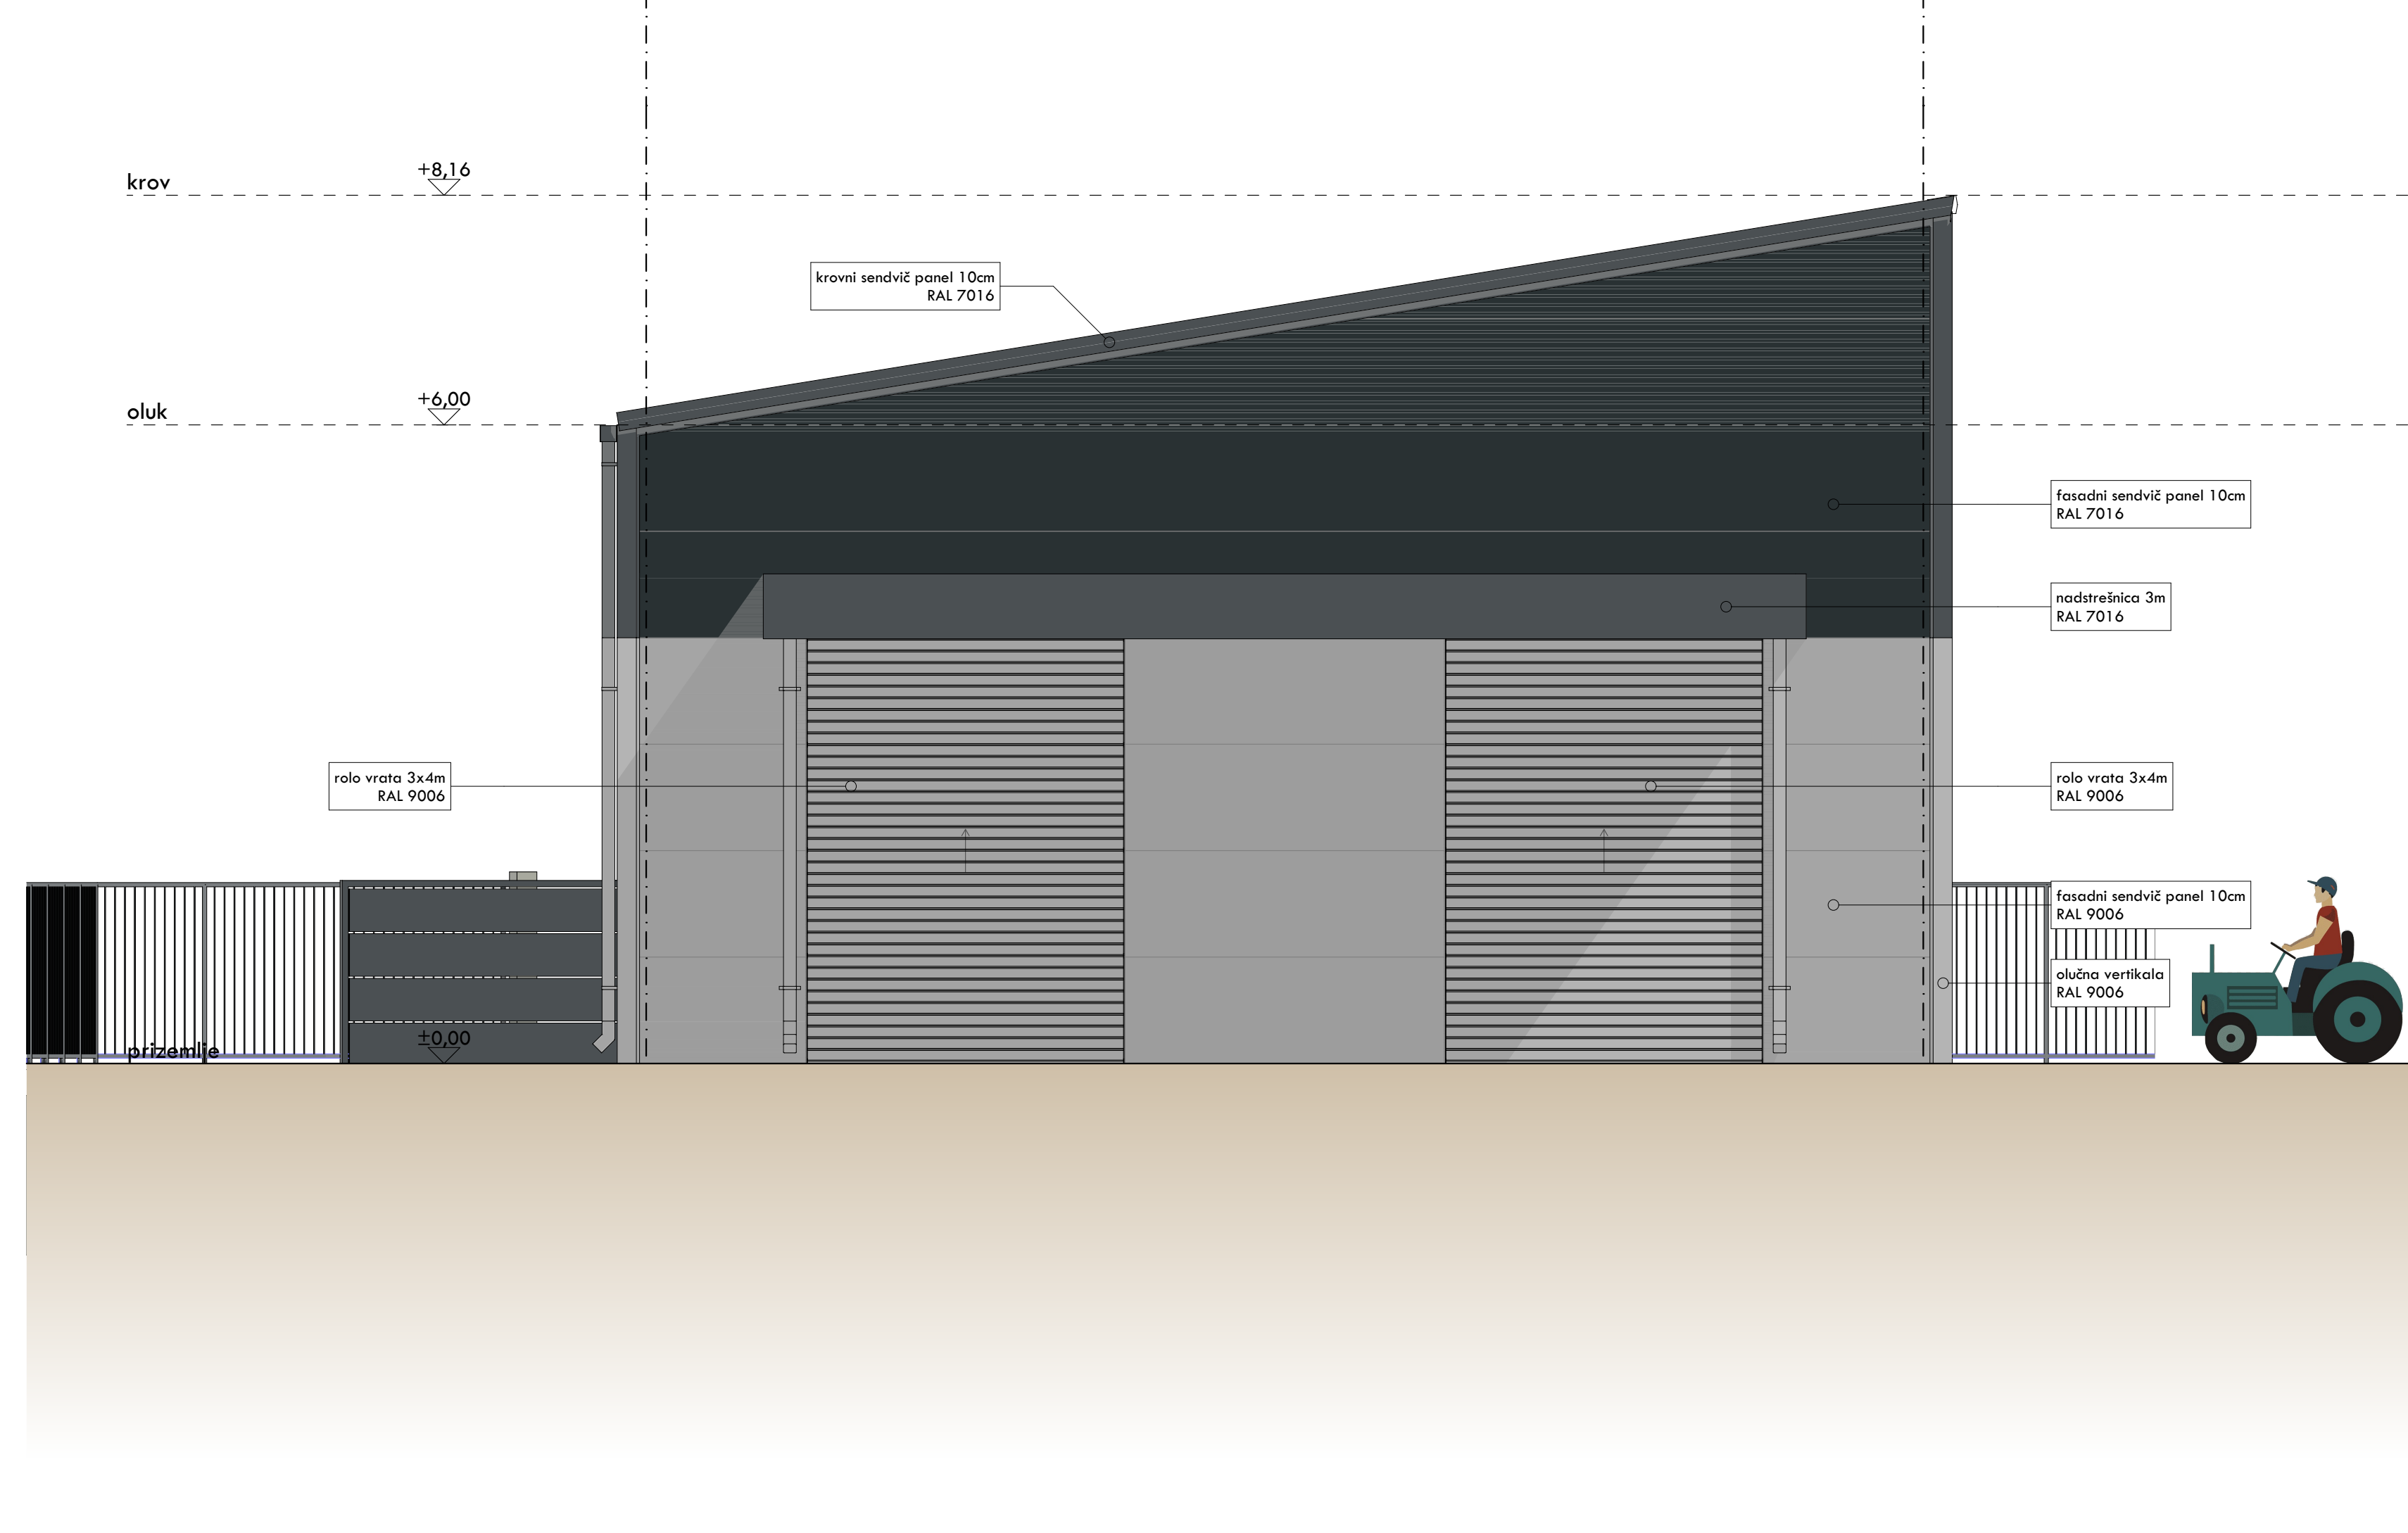 +8,16
krov
krovni sendvič panel 10cm
RAL 7016
+6,00
oluk
fasadni sendvič panel 10cm
RAL 7016
nadstrešnica 3m
RAL 7016
rolo vrata 3x4m
RAL 9006
rolo vrata 3x4m
RAL 9006
fasadni sendvič panel 10cm
RAL 9006
olučna vertikala
RAL 9006
±0,00
prizemlje